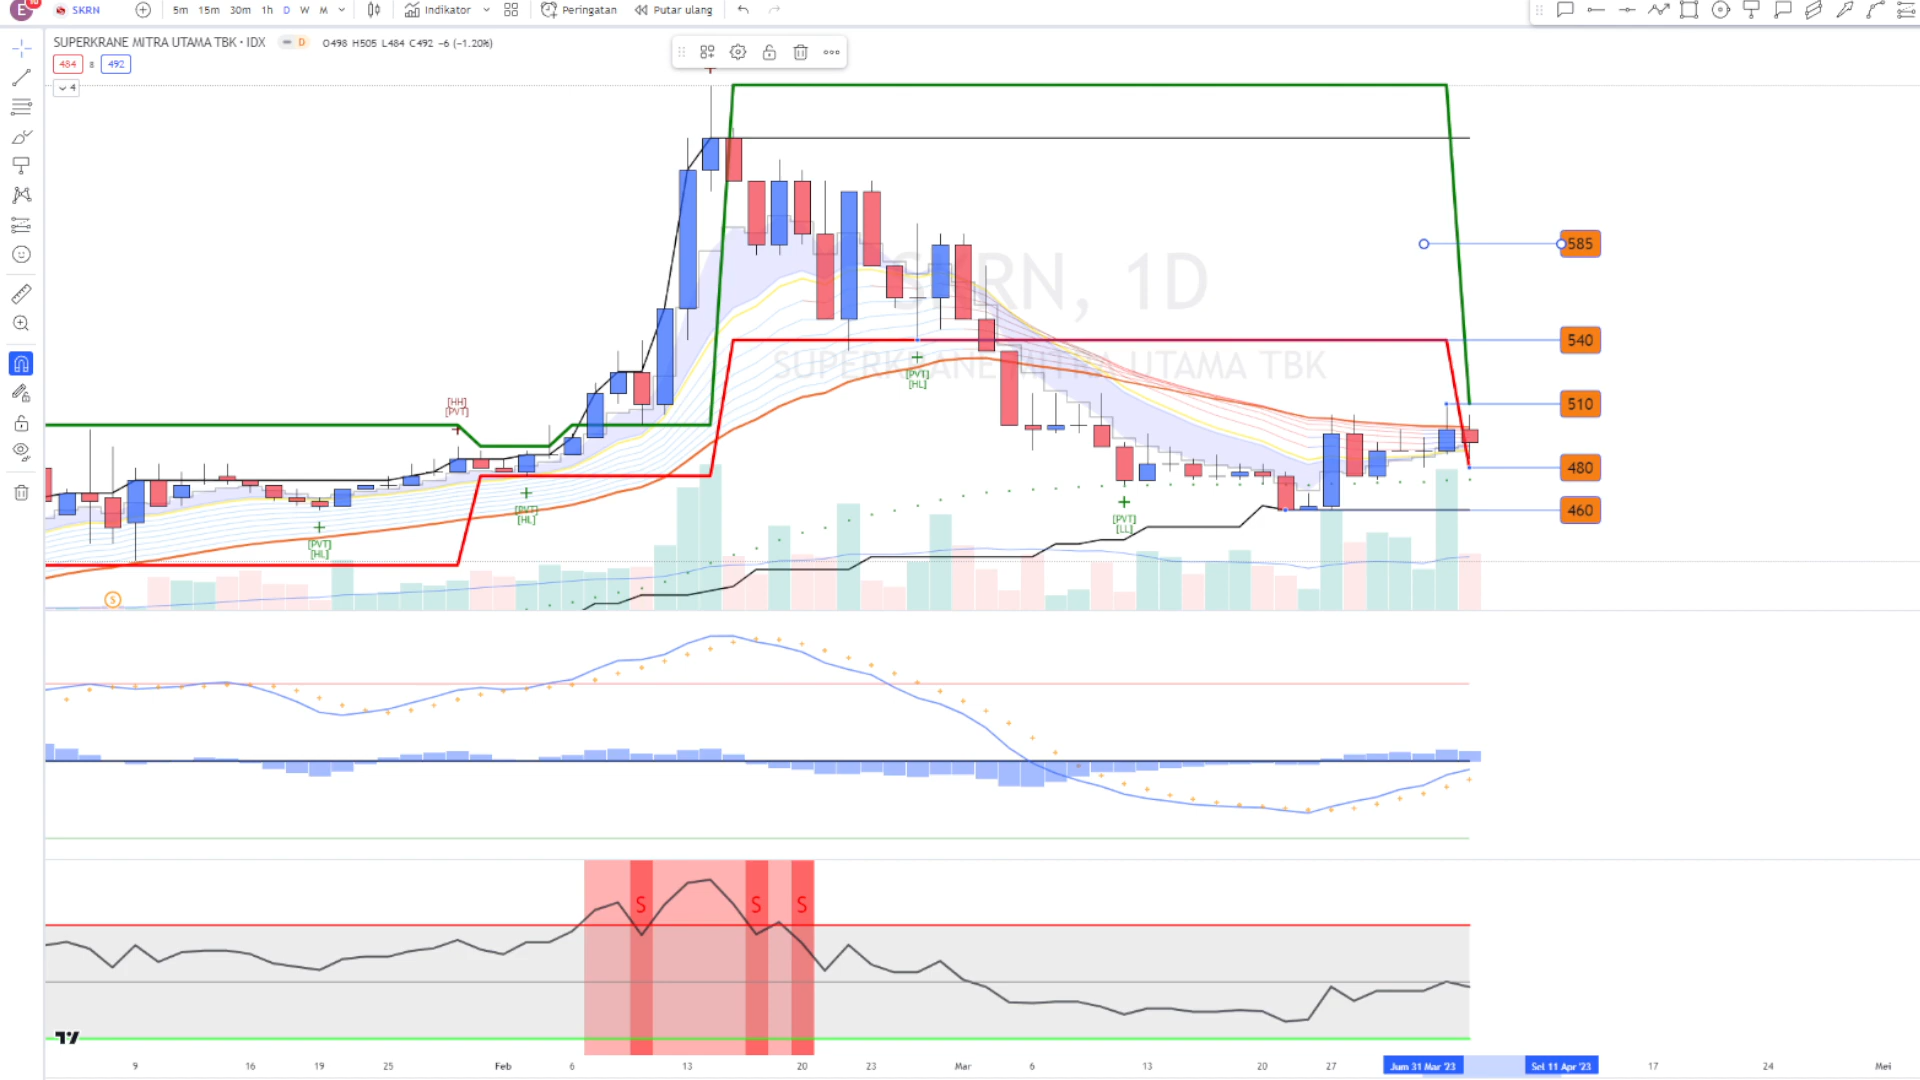 E 10 SKRN 5m 15m 30m 1h D W M Indikator Peringatan Putar ulang
SUPERKRANE MITRA UTAMA TBK · IDX D O498 H505 L484 C492 −6 (−1.20%)
484 8 492
4
SKRN, 1D
SUPERKRANE MITRA UTAMA TBK
585
540
510
480
460
[HH]
[PVT]
[PVT]
[HL]
[PVT]
[HL]
[PVT]
[HL]
[PVT]
[LL]
S
S S S
9 16 19 25 Feb 6 13 20 23 Mar 6 13 20 27 Jum 31 Mar '23 Sel 11 Apr '23 17 24 Mei